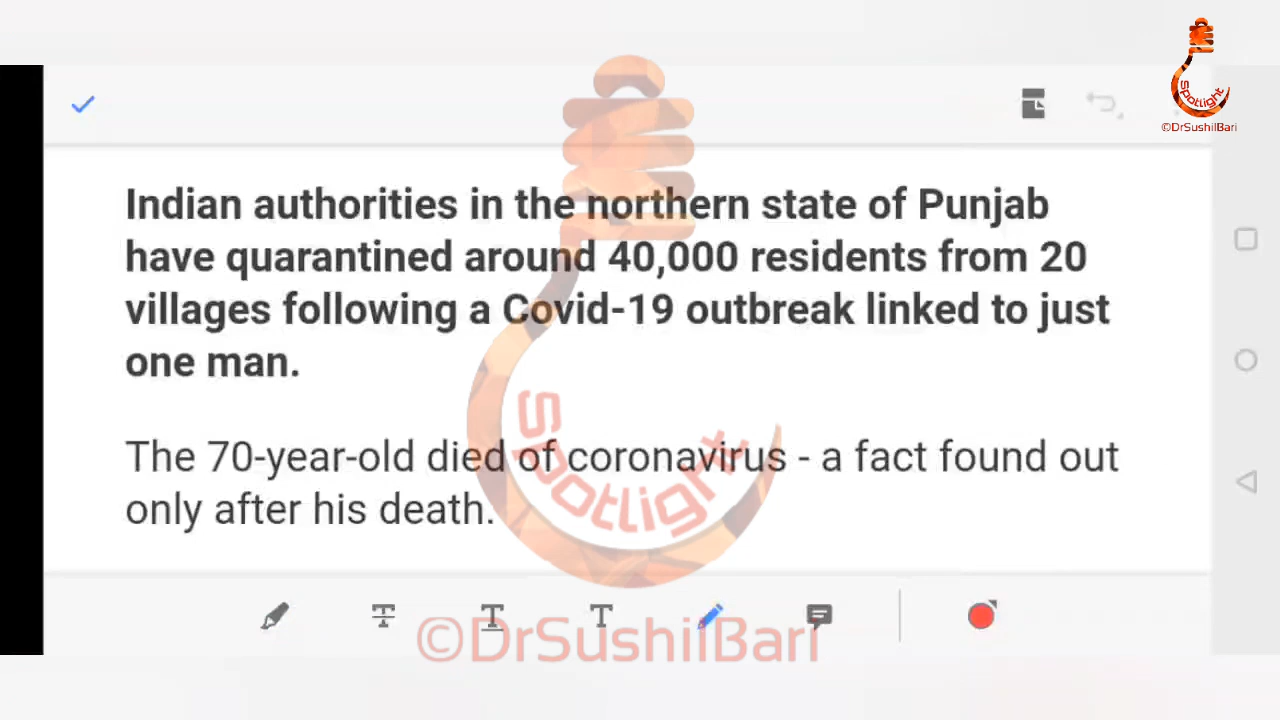 Spotlight
©DrSushilBari
Indian authorities in the northern state of Punjab
have quarantined around 40,000 residents from 20
villages following a Covid-19 outbreak linked to just
one man.
The 70-year-old died of coronavirus - a fact found out
only after his death.
Spotlight
T
T
T
©DrSushilBari